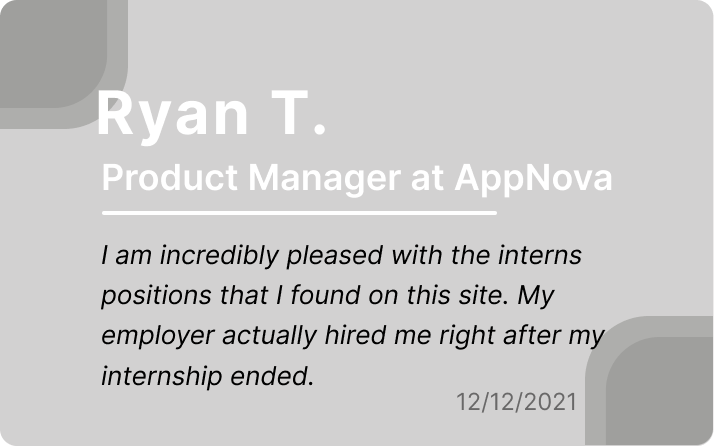 Ryan T.
Product Manager at AppNova
I am incredibly pleased with the interns
positions that I found on this site. My
employer actually hired me right after my
internship ended.
12/12/2021